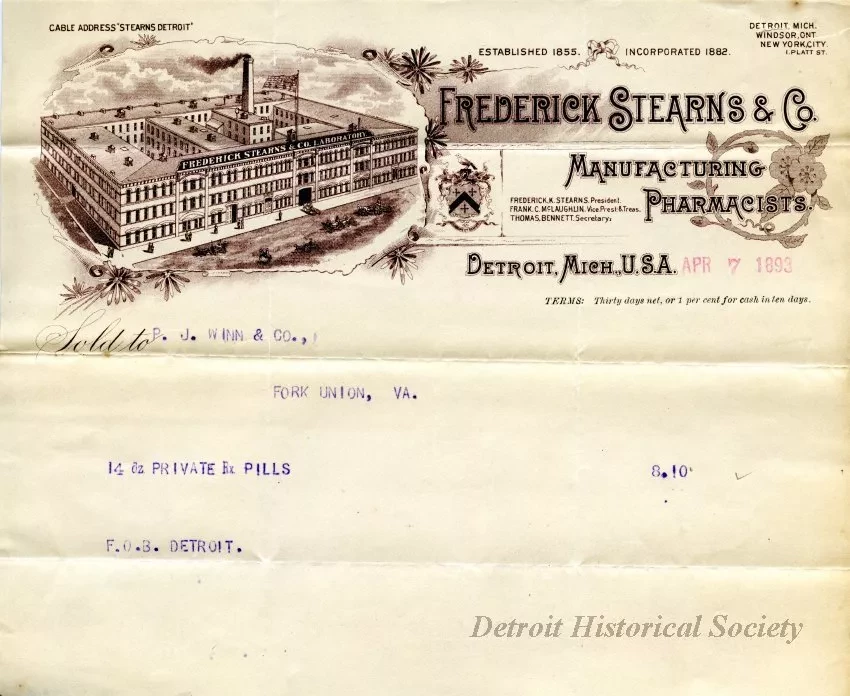 CABLE ADDRESS "STEARNS DETROIT"
DETROIT, MICH.
WINDSOR, ONT.
NEW YORK CITY.
1. PLATT ST.
ESTABLISHED 1855. INCORPORATED 1882.
FREDERICK STEARNS & CO.
FREDERICK STEARNS & CO. LABORATORY
MANUFACTURING
PHARMACISTS.
FREDERICK, K. STEARNS, President.
FRANK, C. MCLAUGHLIN, Vice Prest. & Treas.
THOMAS, BENNETT, Secretary.
DETROIT, MICH., U.S.A. APR 7 1893
TERMS: Thirty days net, or 1 per cent for cash in ten days.
Sold to P. J. WINN & CO.,
FORK UNION, VA.
14 dz PRIVATE Rx PILLS 8.10
F.O.B. DETROIT.
Detroit Historical Society